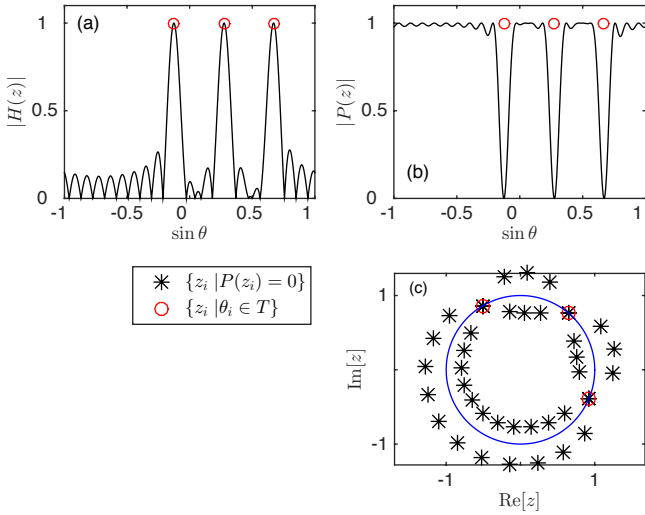 (a)
|H(z)|
1
0.5
0
-1 -0.5 0 0.5 1
sin θ
|P(z)|
1
0.5
0
(b)
-1 -0.5 0 0.5 1
sin θ
{z_i |P(z_i) = 0}
{z_i |θ_i ∈ T}
(c)
Im[z]
1
-1
-1 1
Re[z]